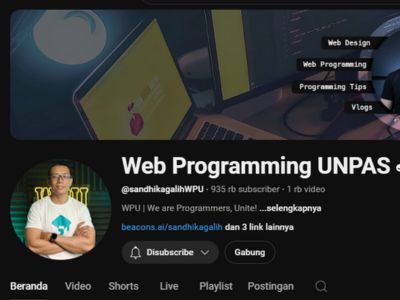 Web Design
Web Programming
Programming Tips
Vlogs
Web Programming UNPAS
@sandhikagalihWPU · 935 rb subscriber · 1 rb video
WPU | We are Programmers, Unite! ...selengkapnya
beacons.ai/sandhikagalih dan 3 link lainnya
Disubscribe
Gabung
Beranda Video Shorts Live Playlist Postingan